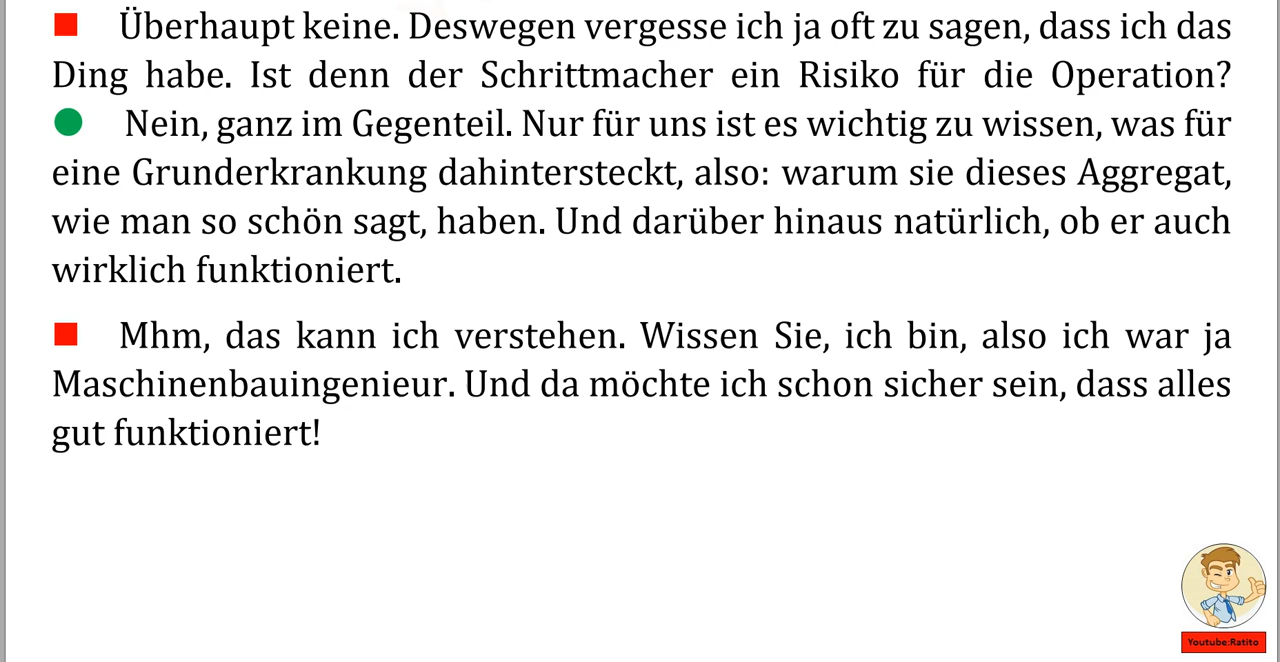 Überhaupt keine. Deswegen vergesse ich ja oft zu sagen, dass ich das
Ding habe. Ist denn der Schrittmacher ein Risiko für die Operation?
Nein, ganz im Gegenteil. Nur für uns ist es wichtig zu wissen, was für
eine Grunderkrankung dahintersteckt, also: warum sie dieses Aggregat,
wie man so schön sagt, haben. Und darüber hinaus natürlich, ob er auch
wirklich funktioniert.
Mhm, das kann ich verstehen. Wissen Sie, ich bin, also ich war ja
Maschinenbauingenieur. Und da möchte ich schon sicher sein, dass alles
gut funktioniert!
Youtube:Ratito